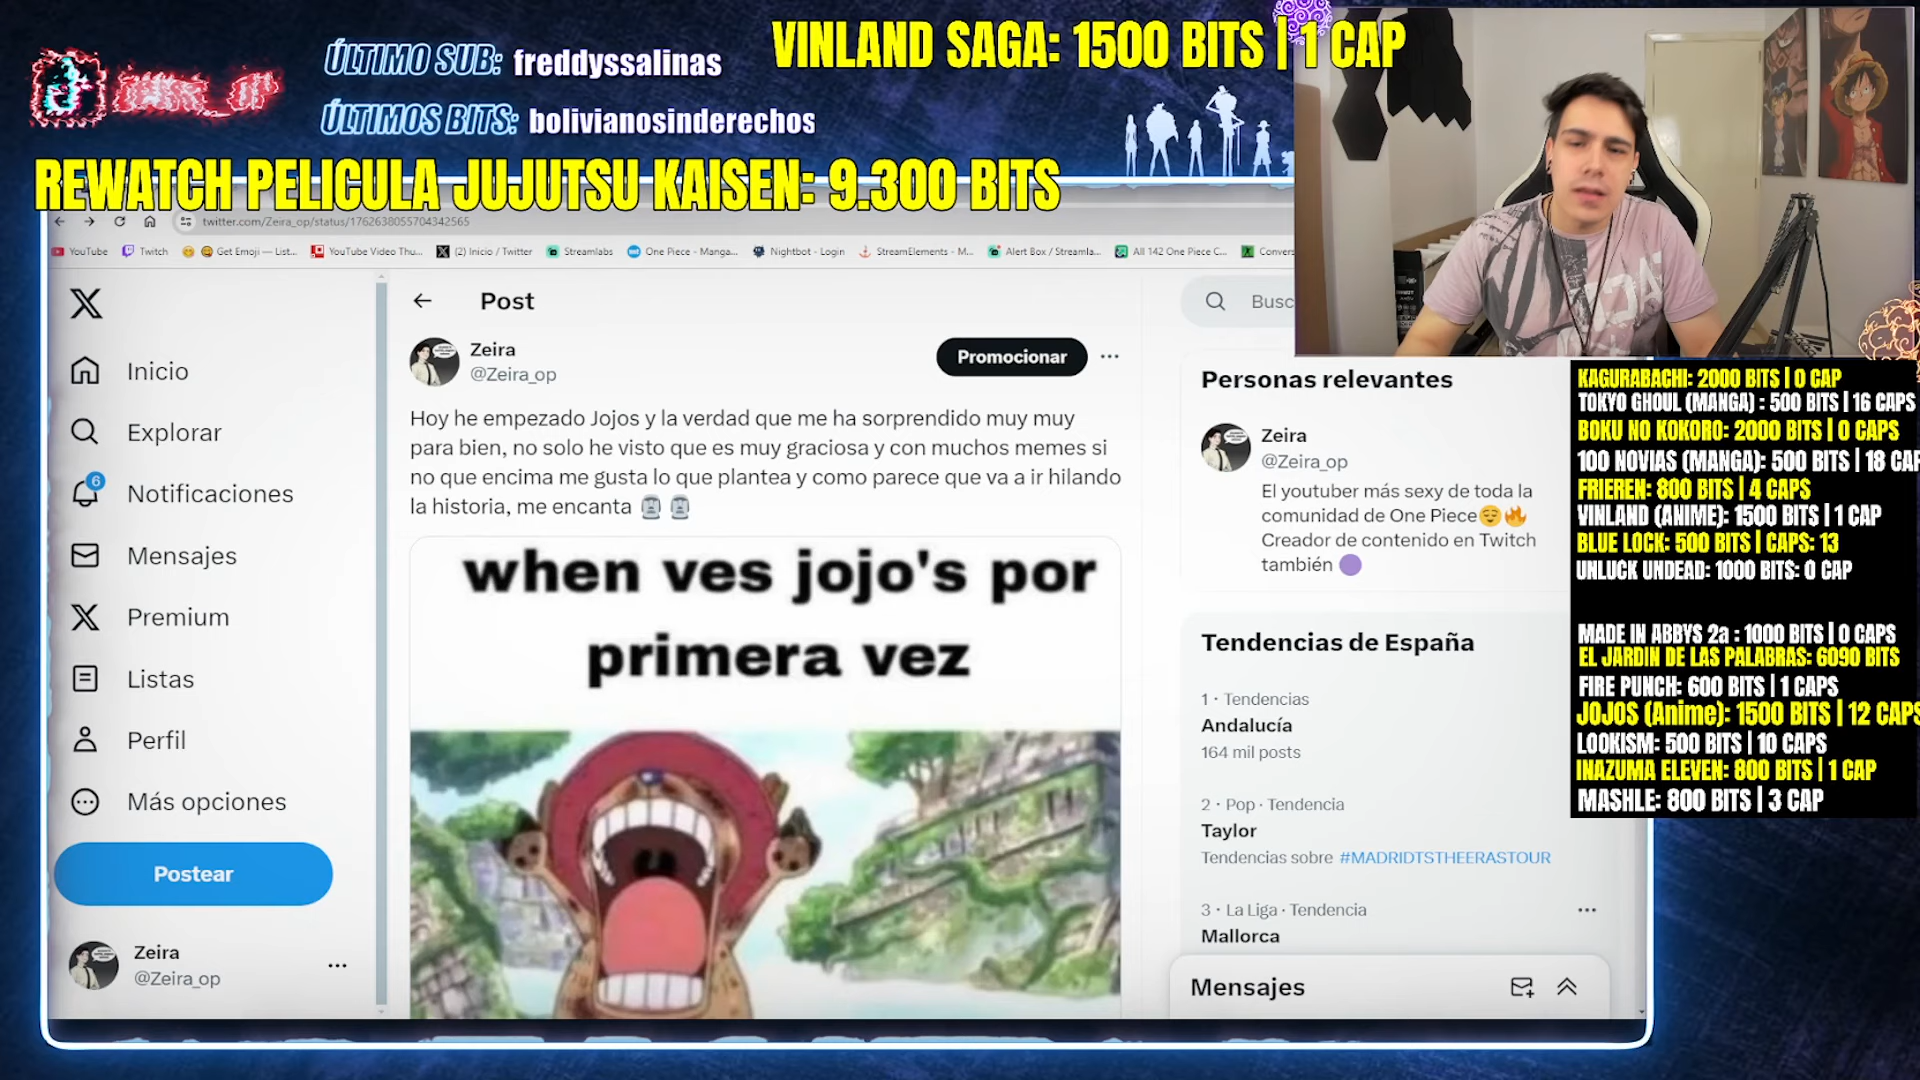 VINLAND SAGA: 1500 BITS | 1 CAP
ÚLTIMO SUB: freddyssalinas
ÚLTIMOS BITS: bolivianosinderechos
REWATCH PELICULA JUJUTSU KAISEN: 9.300 BITS
twitter.com/Zeira_op/status/1762638055704342565
YouTube
Twitch
Get Emoji — List...
YouTube Video Thu...
(2) Inicio / Twitter
Streamlabs
One Piece - Manga...
Nightbot - Login
StreamElements - M...
Alert Box / Streamla...
All 142 One Piece C...
Convers
Inicio
Explorar
6
Notificaciones
Mensajes
Premium
Listas
Perfil
Más opciones
Postear
Zeira
@Zeira_op
Post
Zeira
@Zeira_op
Promocionar
Hoy he empezado Jojos y la verdad que me ha sorprendido muy muy
para bien, no solo he visto que es muy graciosa y con muchos memes si
no que encima me gusta lo que plantea y como parece que va a ir hilando
la historia, me encanta 🗿 🗿
when ves jojo's por
primera vez
Busc
Personas relevantes
Zeira
@Zeira_op
El youtuber más sexy de toda la
comunidad de One Piece😌🔥
Creador de contenido en Twitch
también 🟣
Tendencias de España
1 · Tendencias
Andalucía
164 mil posts
2 · Pop · Tendencia
Taylor
Tendencias sobre #MADRIDTSTHEERASTOUR
3 · La Liga · Tendencia
Mallorca
Mensajes
KAGURABACHI: 2000 BITS | 0 CAP
TOKYO GHOUL (MANGA) : 500 BITS | 16 CAPS
BOKU NO KOKORO: 2000 BITS | 0 CAPS
100 NOVIAS (MANGA): 500 BITS | 18 CAP
FRIEREN: 800 BITS | 4 CAPS
VINLAND (ANIME): 1500 BITS | 1 CAP
BLUE LOCK: 500 BITS | CAPS: 13
UNLUCK UNDEAD: 1000 BITS: 0 CAP
MADE IN ABBYS 2a : 1000 BITS | 0 CAPS
EL JARDIN DE LAS PALABRAS: 6090 BITS
FIRE PUNCH: 600 BITS | 1 CAPS
JOJOS (Anime): 1500 BITS | 12 CAPS
LOOKISM: 500 BITS | 10 CAPS
INAZUMA ELEVEN: 800 BITS | 1 CAP
MASHLE: 800 BITS | 3 CAP